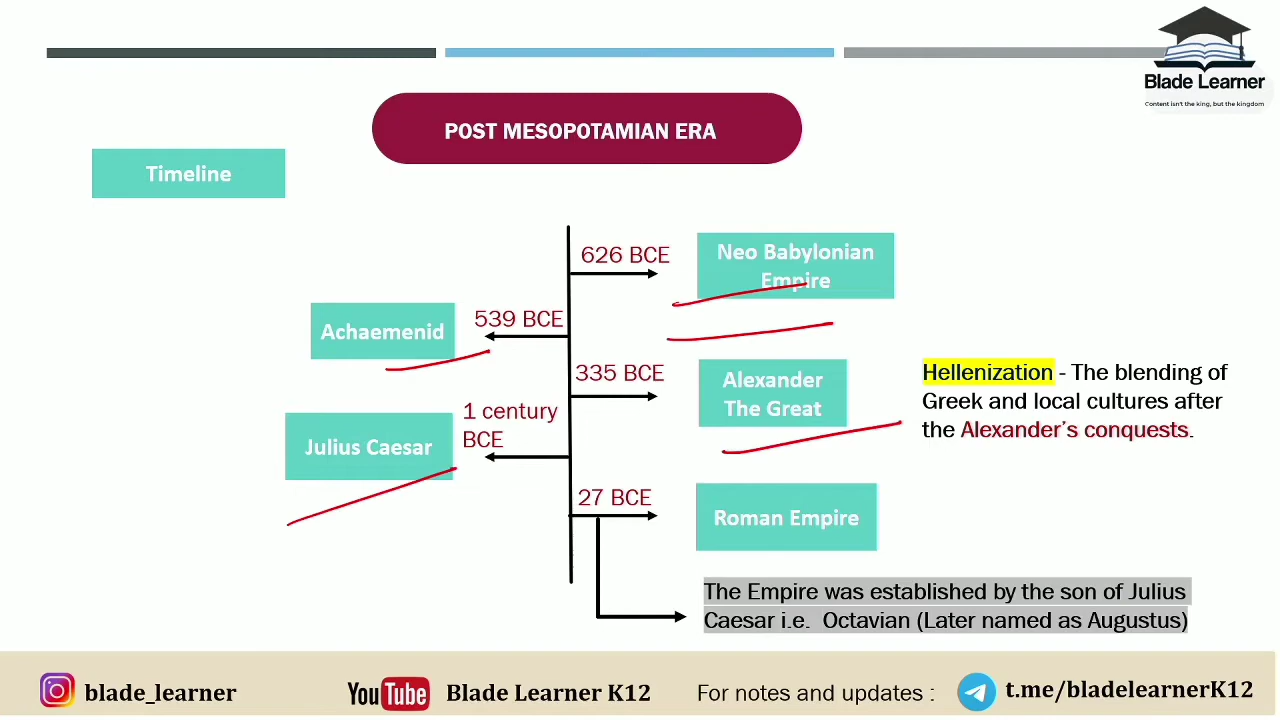 Blade Learner
Content isn't the king, but the kingdom
POST MESOPOTAMIAN ERA
Timeline
626 BCE
Neo Babylonian
Empire
Achaemenid
539 BCE
335 BCE
Alexander
The Great
Hellenization - The blending of
Greek and local cultures after
the Alexander's conquests.
Julius Caesar
1 century
BCE
27 BCE
Roman Empire
The Empire was established by the son of Julius
Caesar i.e. Octavian (Later named as Augustus)
blade_learner
YouTube
Blade Learner K12
For notes and updates :
t.me/bladelearnerK12